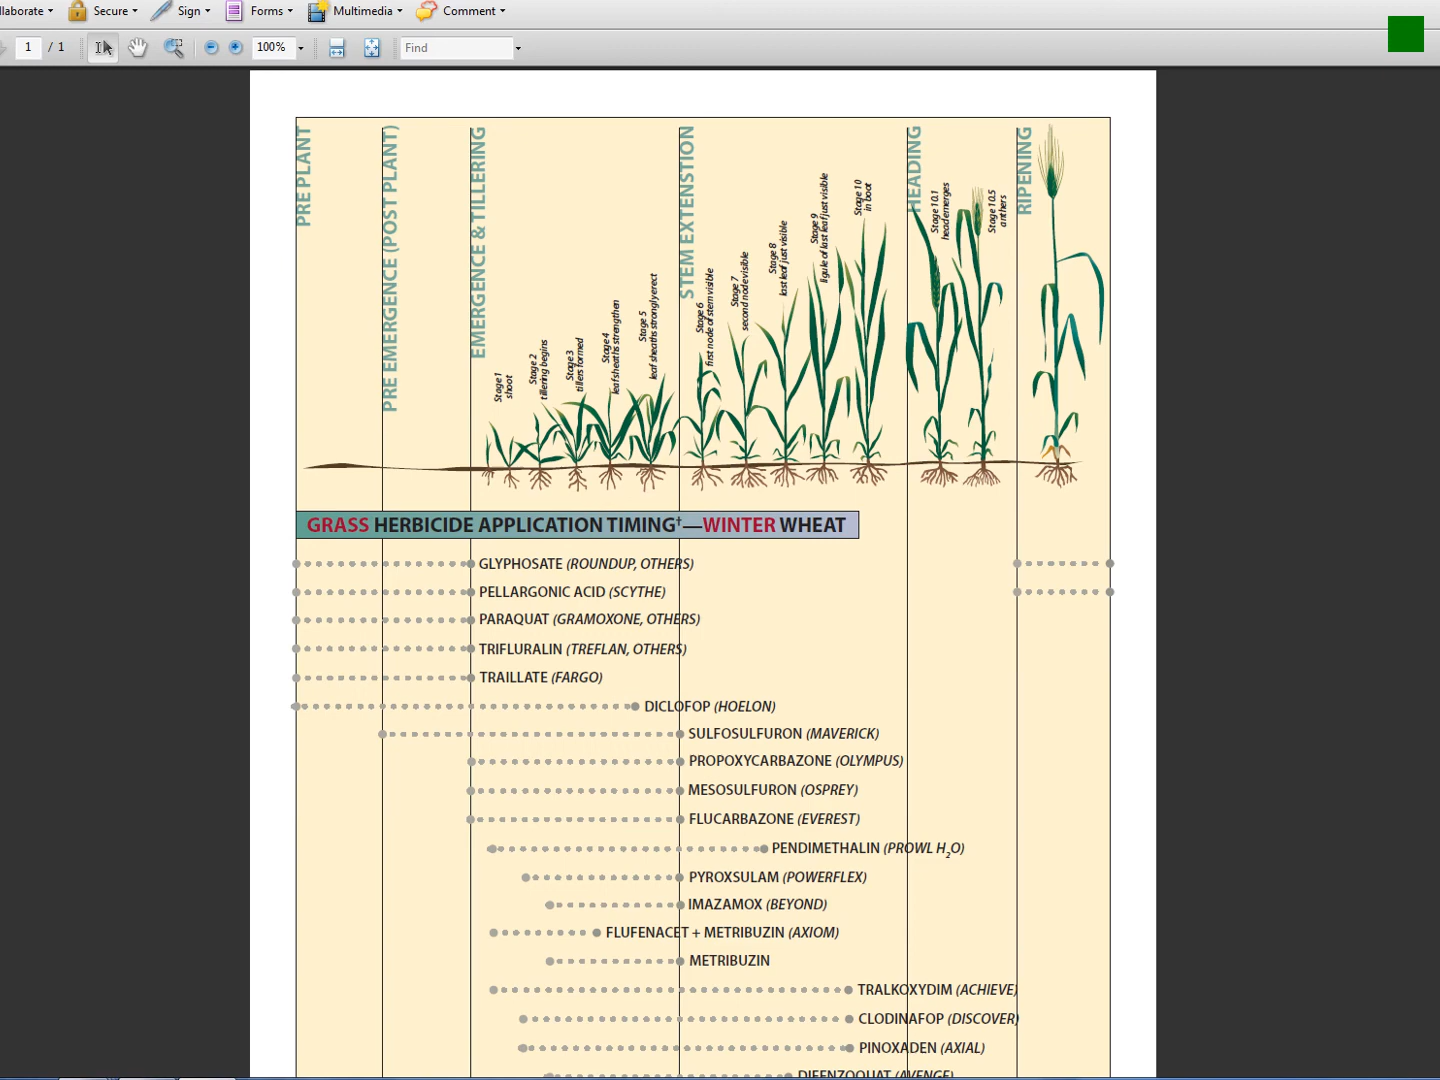 laborate Secure Sign Forms Multimedia Comment
1 / 1 100% Find
PRE PLANT
PRE EMERGENCE (POST PLANT)
EMERGENCE & TILLERING
STEM EXTENSTION
HEADING
RIPENING
Stage 1
shoot
Stage 2
tillering begins
Stage 3
tillers formed
Stage 4
leaf sheaths strengthen
Stage 5
leaf sheaths strongly erect
Stage 6
first node of stem visible
Stage 7
second node visible
Stage 8
last leaf just visible
Stage 9
ligule of last leaf just visible
Stage 10
in boot
Stage 10.1
head emerges
Stage 10.5
anthers
GRASS HERBICIDE APPLICATION TIMING†—WINTER WHEAT
GLYPHOSATE (ROUNDUP, OTHERS)
PELLARGONIC ACID (SCYTHE)
PARAQUAT (GRAMOXONE, OTHERS)
TRIFLURALIN (TREFLAN, OTHERS)
TRAILLATE (FARGO)
DICLOFOP (HOELON)
SULFOSULFURON (MAVERICK)
PROPOXYCARBAZONE (OLYMPUS)
MESOSULFURON (OSPREY)
FLUCARBAZONE (EVEREST)
PENDIMETHALIN (PROWL H2O)
PYROXSULAM (POWERFLEX)
IMAZAMOX (BEYOND)
FLUFENACET + METRIBUZIN (AXIOM)
METRIBUZIN
TRALKOXYDIM (ACHIEVE)
CLODINAFOP (DISCOVER)
PINOXADEN (AXIAL)
DIFENZOQUAT (AVENGE)